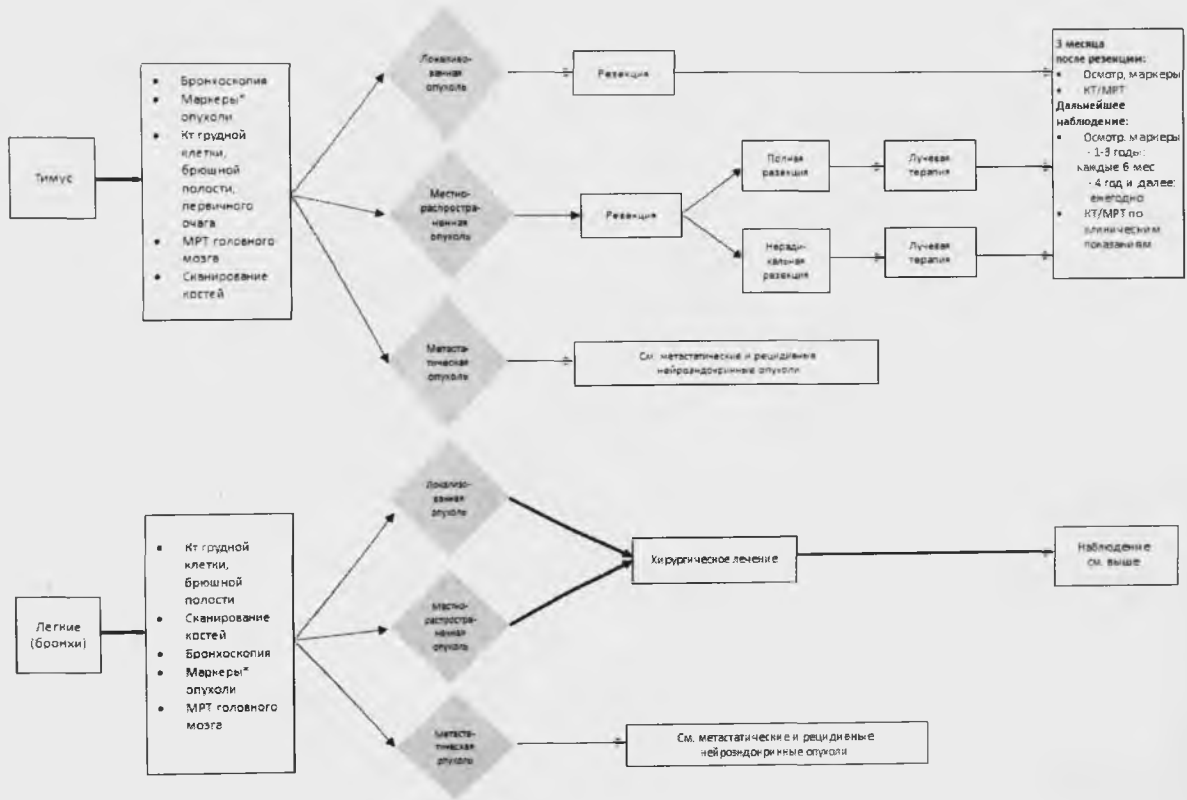 Тимус
Бронхоскопия
Маркеры*
опухоли
Кт грудной
клетки,
брюшной
полости,
первичного
очага
МРТ головного
мозга
Сканирование
костей
Локализо-
ванная
опухоль
Резекция
Местно-
распростра-
ненная
опухоль
Резекция
Полная
резекция
Лучевая
терапия
Неради-
кальная
резекция
Лучевая
терапия
Метаста-
тическая
опухоль
См. метастатические и рецидивные
нейроэндокринные опухоли
3 месяца
после резекции:
Осмотр, маркеры
КТ/МРТ
Дальнейшее
наблюдение:
Осмотр, маркеры
- 1-3 годы:
каждые 6 мес
- 4 год и далее:
ежегодно
КТ/МРТ по
клиническим
показаниям
Легкие
(бронхи)
Кт грудной
клетки,
брюшной
полости
Сканирование
костей
Бронхоскопия
Маркеры*
опухоли
МРТ головного
мозга
Локализо-
ванная
опухоль
Местно-
распростра-
ненная
опухоль
Хирургическое лечение
Наблюдение
см. выше
Метаста-
тическая
опухоль
См. метастатические и рецидивные
нейроэндокринные опухоли